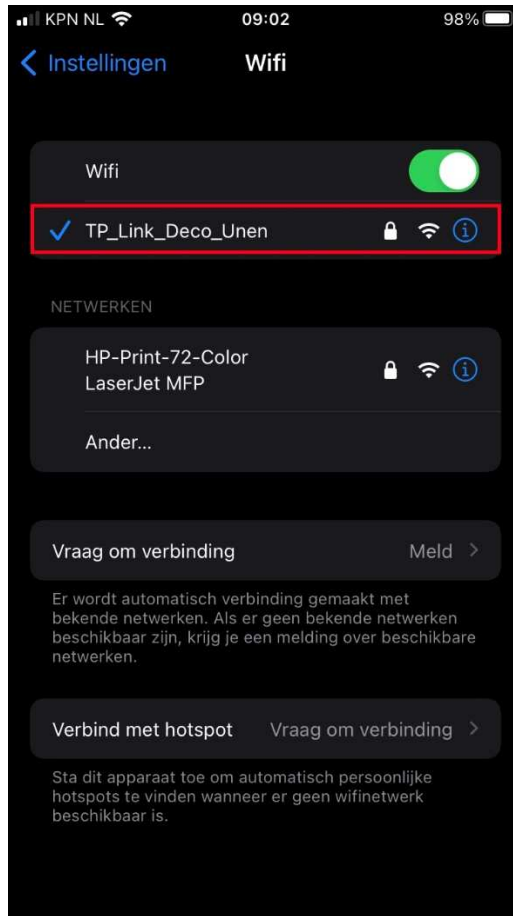 KPN NL 09:02 98%
Instellingen Wifi
Wifi
TP_Link_Deco_Unen
NETWERKEN
HP-Print-72-Color
LaserJet MFP
Ander...
Vraag om verbinding Meld
Er wordt automatisch verbinding gemaakt met
bekende netwerken. Als er geen bekende netwerken
beschikbaar zijn, krijg je een melding over beschikbare
netwerken.
Verbind met hotspot Vraag om verbinding
Sta dit apparaat toe om automatisch persoonlijke
hotspots te vinden wanneer er geen wifinetwerk
beschikbaar is.